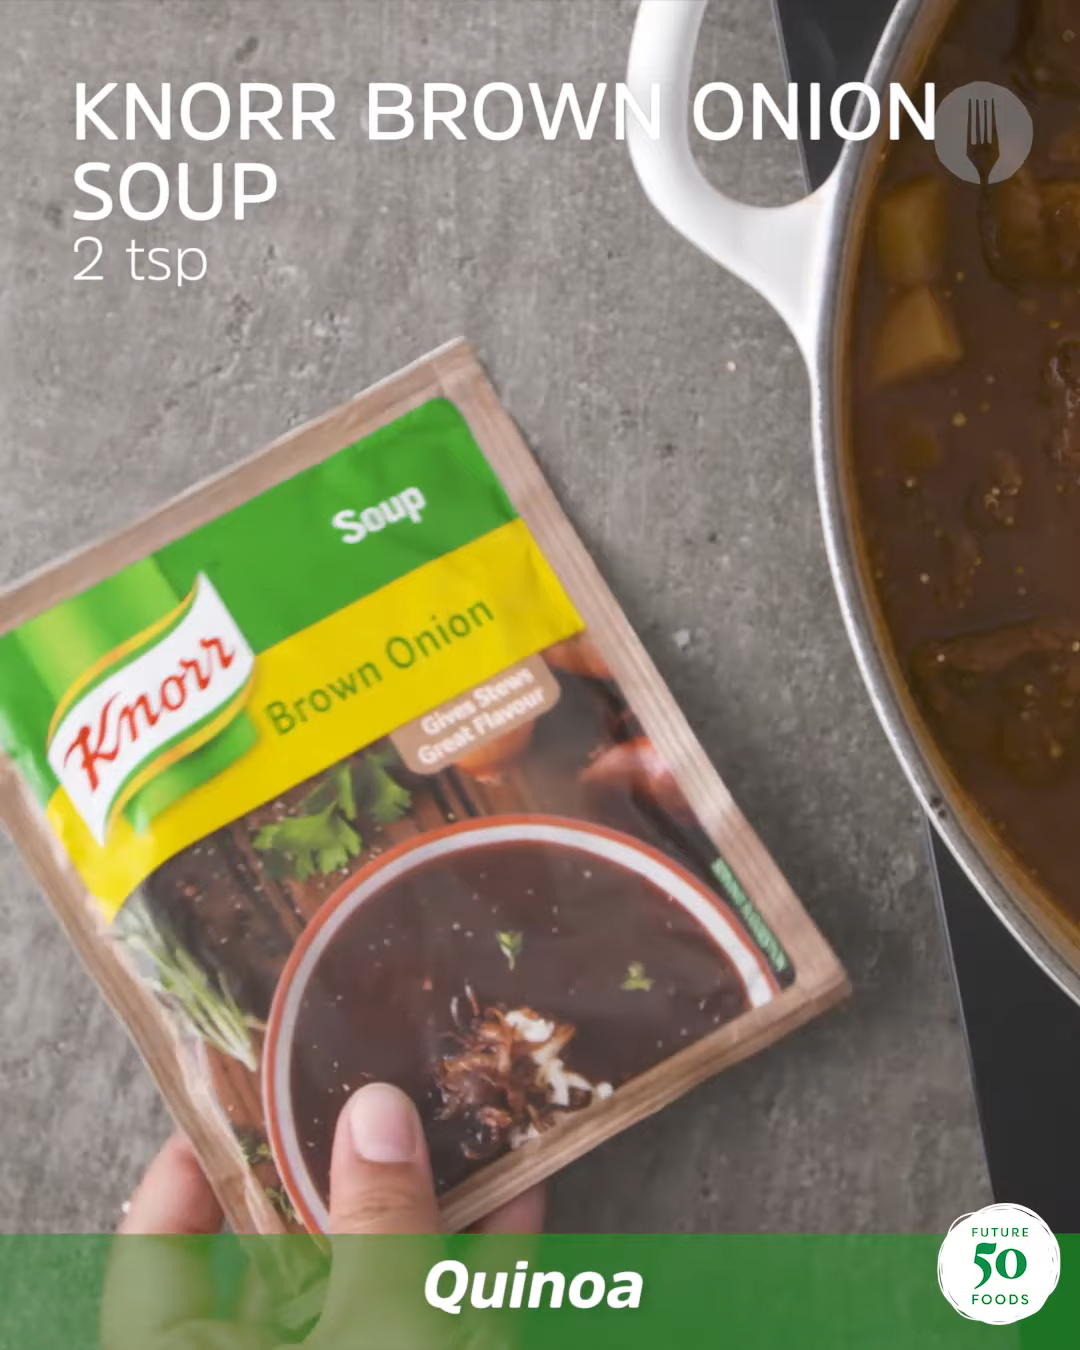 KNORR BROWN ONION
SOUP
2 tsp
Soup
Knorr
Brown Onion
Gives Stews
Great Flavour
Quinoa
FUTURE
50
FOODS